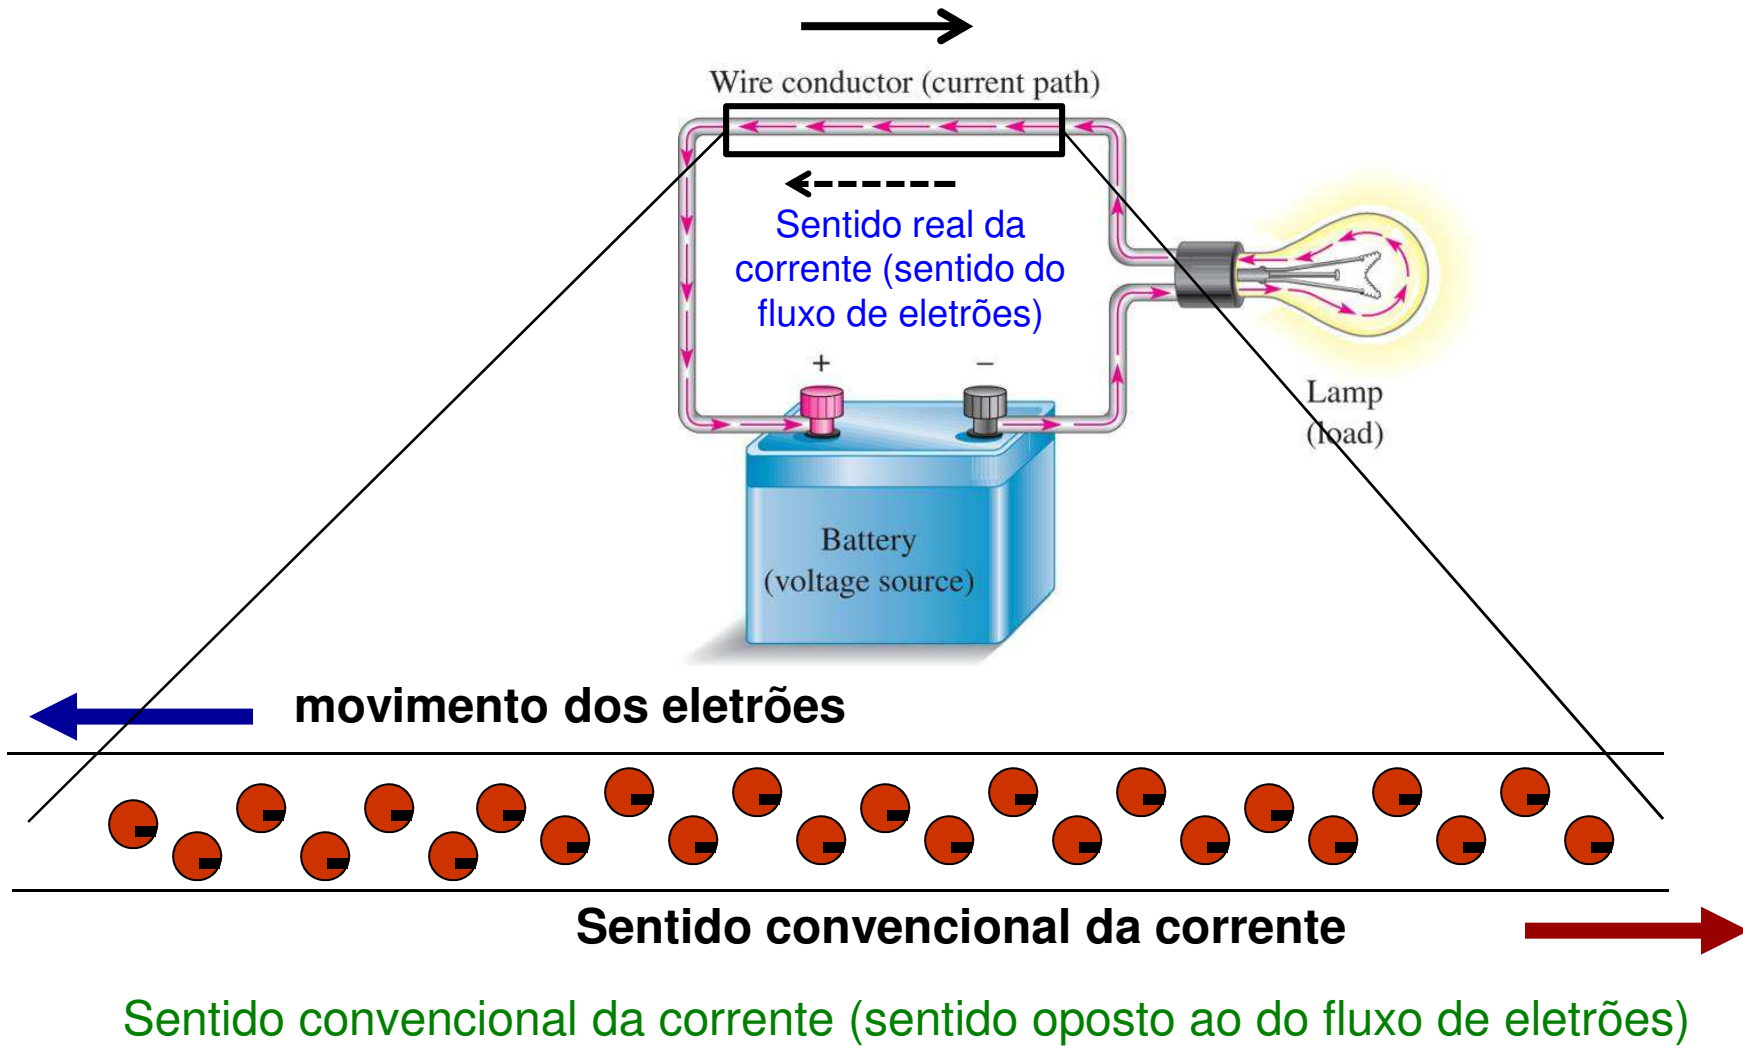 Wire conductor (current path)
Sentido real da
corrente (sentido do
fluxo de eletrões)
+ −
Lamp
(load)
Battery
(voltage source)
movimento dos eletrões
Sentido convencional da corrente
Sentido convencional da corrente (sentido oposto ao do fluxo de eletrões)